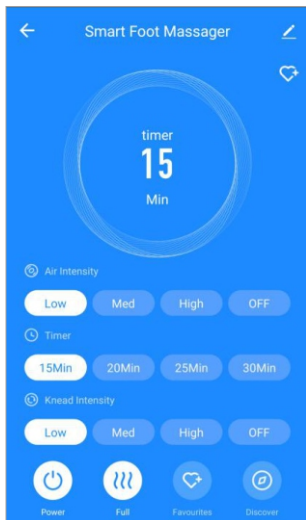 Smart Foot Massager
timer
15
Min
Air Intensity
Low Med High OFF
Timer
15Min 20Min 25Min 30Min
Knead Intensity
Low Med High OFF
Power Full Favourites Discover